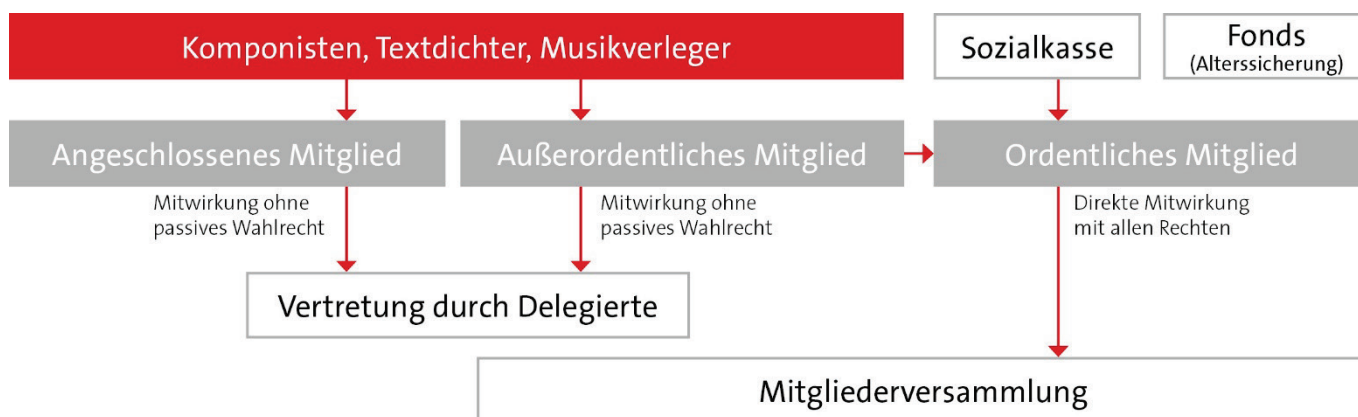 Komponisten, Textdichter, Musikverleger
Sozialkasse
Fonds
(Alterssicherung)
Angeschlossenes Mitglied
Außerordentliches Mitglied
Ordentliches Mitglied
Mitwirkung ohne
passives Wahlrecht
Mitwirkung ohne
passives Wahlrecht
Direkte Mitwirkung
mit allen Rechten
Vertretung durch Delegierte
Mitgliederversammlung